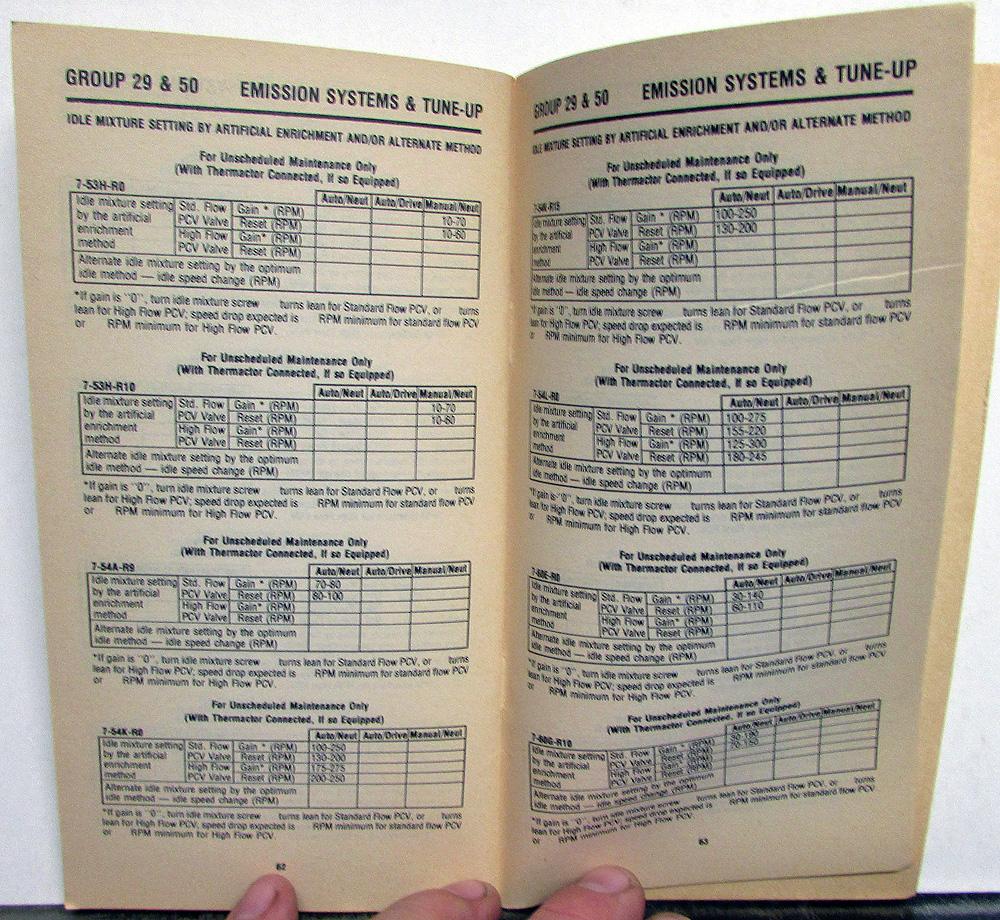 GROUP 29 & 50 EMISSION SYSTEMS & TUNE-UP
IDLE MIXTURE SETTING BY ARTIFICIAL ENRICHMENT AND/OR ALTERNATE METHOD
For Unscheduled Maintenance Only
(With Thermactor Connected, If so Equipped)
7-53H-R0
Auto/Neut Auto/Drive Manual/Neut
Idle mixture setting Std. Flow Gain * (RPM) 10-70
by the artificial PCV Valve Reset (RPM) 10-60
enrichment High Flow Gain* (RPM)
method PCV Valve Reset (RPM)
Alternate idle mixture setting by the optimum
idle method — idle speed change (RPM)
*If gain is "0", turn idle mixture screw turns lean for Standard Flow PCV, or turns
lean for High Flow PCV; speed drop expected is RPM minimum for standard flow PCV
or RPM minimum for High Flow PCV.
For Unscheduled Maintenance Only
(With Thermactor Connected, If so Equipped)
7-53H-R10
Auto/Neut Auto/Drive Manual/Neut
Idle mixture setting Std. Flow Gain * (RPM) 10-70
by the artificial PCV Valve Reset (RPM) 10-60
enrichment High Flow Gain* (RPM)
method PCV Valve Reset (RPM)
Alternate idle mixture setting by the optimum
idle method — idle speed change (RPM)
*If gain is "0", turn idle mixture screw turns lean for Standard Flow PCV, or turns
lean for High Flow PCV; speed drop expected is RPM minimum for standard flow PCV
or RPM minimum for High Flow PCV.
For Unscheduled Maintenance Only
(With Thermactor Connected, If so Equipped)
7-54A-R9
Auto/Neut Auto/Drive Manual/Neut
Idle mixture setting Std. Flow Gain * (RPM) 70-80
by the artificial PCV Valve Reset (RPM) 60-100
enrichment High Flow Gain* (RPM)
method PCV Valve Reset (RPM)
Alternate idle mixture setting by the optimum
idle method — idle speed change (RPM)
*If gain is "0", turn idle mixture screw turns lean for Standard Flow PCV, or turns
lean for High Flow PCV; speed drop expected is RPM minimum for standard flow PCV
or RPM minimum for High Flow PCV.
For Unscheduled Maintenance Only
(With Thermactor Connected, If so Equipped)
7-54K-R0
Auto/Neut Auto/Drive Manual/Neut
Idle mixture setting Std. Flow Gain * (RPM) 100-250
by the artificial PCV Valve Reset (RPM) 130-200
enrichment High Flow Gain* (RPM) 175-275
method PCV Valve Reset (RPM) 200-250
Alternate idle mixture setting by the optimum
idle method — idle speed change (RPM)
*If gain is "0", turn idle mixture screw turns lean for Standard Flow PCV, or turns
lean for High Flow PCV; speed drop expected is RPM minimum for standard flow PCV
or RPM minimum for High Flow PCV.
62
GROUP 29 & 50 EMISSION SYSTEMS & TUNE-UP
IDLE MIXTURE SETTING BY ARTIFICIAL ENRICHMENT AND/OR ALTERNATE METHOD
For Unscheduled Maintenance Only
(With Thermactor Connected, If so Equipped)
Auto/Neut Auto/Drive Manual/Neut
Idle mixture setting Std. Flow Gain * (RPM) 100-250
by the artificial PCV Valve Reset (RPM) 130-200
enrichment High Flow Gain* (RPM)
method PCV Valve Reset (RPM)
Alternate idle mixture setting by the optimum
idle method — idle speed change (RPM)
*If gain is "0", turn idle mixture screw turns lean for Standard Flow PCV, or turns
lean for High Flow PCV; speed drop expected is RPM minimum for standard flow PCV
or RPM minimum for High Flow PCV.
For Unscheduled Maintenance Only
(With Thermactor Connected, If so Equipped)
7-54L-R0
Auto/Neut Auto/Drive Manual/Neut
Idle mixture setting Std. Flow Gain * (RPM) 100-275
by the artificial PCV Valve Reset (RPM) 155-220
enrichment High Flow Gain* (RPM) 125-300
method PCV Valve Reset (RPM) 180-245
Alternate idle mixture setting by the optimum
idle method — idle speed change (RPM)
*If gain is "0", turn idle mixture screw turns lean for Standard Flow PCV, or turns
lean for High Flow PCV; speed drop expected is RPM minimum for standard flow PCV
or RPM minimum for High Flow PCV.
For Unscheduled Maintenance Only
(With Thermactor Connected, If so Equipped)
7-60E-R0
Auto/Neut Auto/Drive Manual/Neut
Idle mixture setting Std. Flow Gain * (RPM) 30-140
by the artificial PCV Valve Reset (RPM) 60-110
enrichment High Flow Gain* (RPM)
method PCV Valve Reset (RPM)
Alternate idle mixture setting by the optimum
idle method — idle speed change (RPM)
*If gain is "0", turn idle mixture screw turns lean for Standard Flow PCV, or turns
lean for High Flow PCV; speed drop expected is RPM minimum for standard flow PCV
or RPM minimum for High Flow PCV.
For Unscheduled Maintenance Only
(With Thermactor Connected, If so Equipped)
7-60G-R10
Auto/Neut Auto/Drive Manual/Neut
Idle mixture setting Std. Flow Gain * (RPM)
by the artificial PCV Valve Reset (RPM) 70-150
enrichment High Flow Gain* (RPM)
method PCV Valve Reset (RPM)
Alternate idle mixture setting by the optimum
idle method — idle speed change (RPM)
*If gain is "0", turn idle mixture screw turns lean for Standard Flow PCV, or turns
lean for High Flow PCV; speed drop expected is RPM minimum for standard flow PCV
or RPM minimum for High Flow PCV.
63